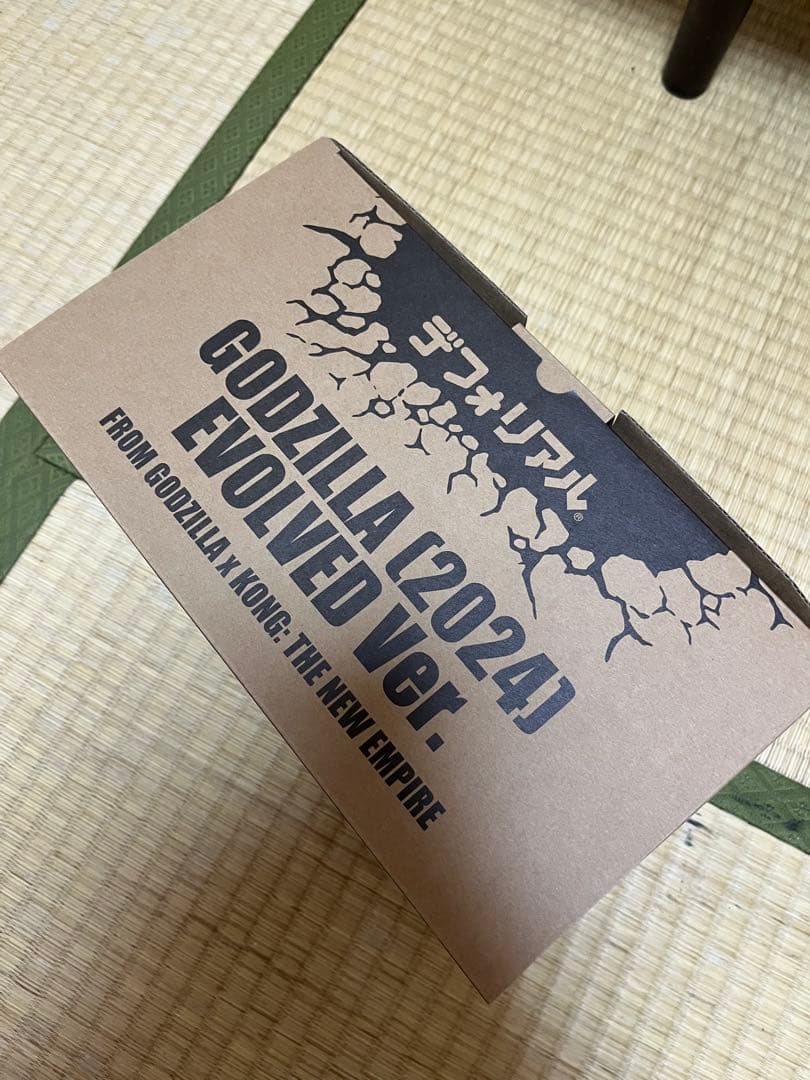 デフォリアル®
GODZILLA (2024)
EVOLVED Ver.
FROM GODZILLA x KONG: THE NEW EMPIRE